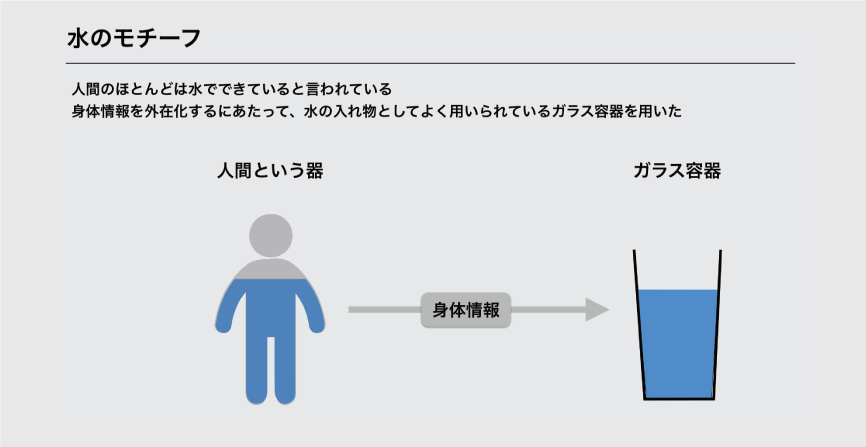 水のモチーフ
人間のほとんどは水でできていると言われている
身体情報を外在化するにあたって、水の入れ物としてよく用いられているガラス容器を用いた
人間という器
ガラス容器
身体情報